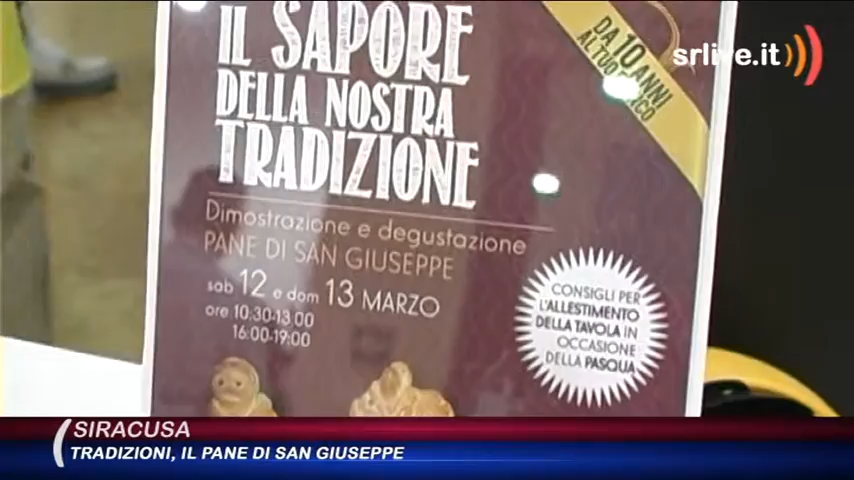 IL SAPORE
DELLA NOSTRA
TRADIZIONE
Dimostrazione e degustazione
PANE DI SAN GIUSEPPE
sab 12 e dom 13 MARZO
ore 10:30-13:00
16:00-19:00
DA 10 ANNI
AL TUO
CONSIGLI PER
L'ALLESTIMENTO
DELLA TAVOLA IN
OCCASIONE
DELLA PASQUA
srlive.it
SIRACUSA
TRADIZIONI, IL PANE DI SAN GIUSEPPE